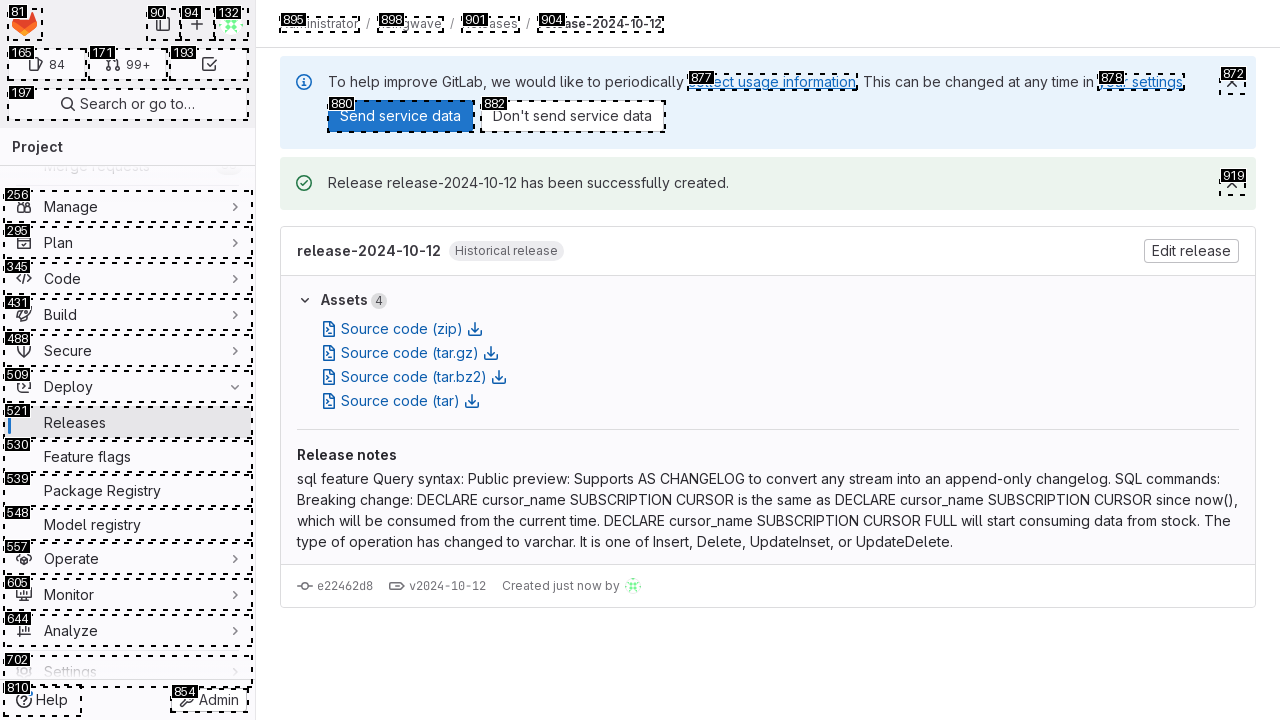 81
90
94
132
165
84
171
99+
193
197
Search or go to…
Project
Merge requests
256
Manage
295
Plan
345
Code
431
Build
488
Secure
509
Deploy
521
Releases
530
Feature flags
539
Package Registry
548
Model registry
557
Operate
605
Monitor
644
Analyze
702
Settings
810
Help
854
Admin
895
898
901
904
/ / /
release-2024-10-12
To help improve GitLab, we would like to periodically collect usage information. This can be changed at any time in your settings.
877
878
872
880
Send service data
882
Don't send service data
Release release-2024-10-12 has been successfully created.
919
release-2024-10-12 Historical release
Edit release
Assets 4
Source code (zip)
Source code (tar.gz)
Source code (tar.bz2)
Source code (tar)
Release notes
sql feature Query syntax: Public preview: Supports AS CHANGELOG to convert any stream into an append-only changelog. SQL commands:
Breaking change: DECLARE cursor_name SUBSCRIPTION CURSOR is the same as DECLARE cursor_name SUBSCRIPTION CURSOR since now(),
which will be consumed from the current time. DECLARE cursor_name SUBSCRIPTION CURSOR FULL will start consuming data from stock. The
type of operation has changed to varchar. It is one of Insert, Delete, UpdateInset, or UpdateDelete.
e22462d8 v2024-10-12 Created just now by